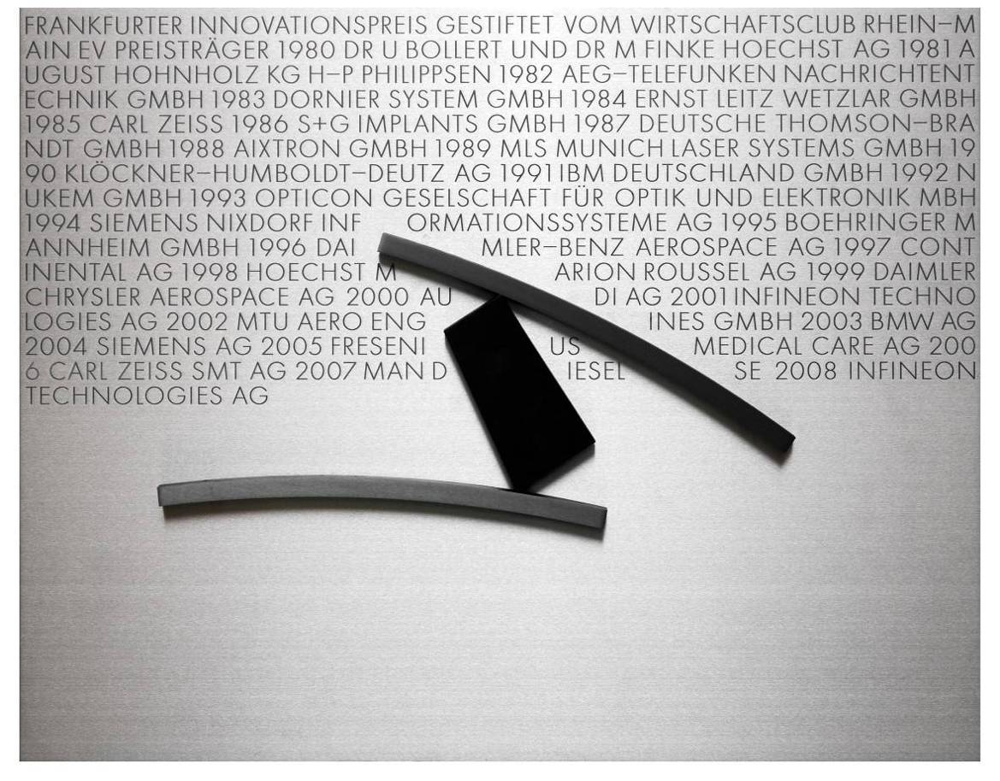 FRANKFURTER INNOVATIONSPREIS GESTIFTET VOM WIRTSCHAFTSCLUB RHEIN–M
AIN EV PREISTRÄGER 1980 DR U BOLLERT UND DR M FINKE HOECHST AG 1981 A
UGUST HOHNHOLZ KG H–P PHILIPPSEN 1982 AEG–TELEFUNKEN NACHRICHTENT
ECHNIK GMBH 1983 DORNIER SYSTEM GMBH 1984 ERNST LEITZ WETZLAR GMBH
1985 CARL ZEISS 1986 S+G IMPLANTS GMBH 1987 DEUTSCHE THOMSON–BRA
NDT GMBH 1988 AIXTRON GMBH 1989 MLS MUNICH LASER SYSTEMS GMBH 19
90 KLÖCKNER–HUMBOLDT–DEUTZ AG 1991 IBM DEUTSCHLAND GMBH 1992 N
UKEM GMBH 1993 OPTICON GESELSCHAFT FÜR OPTIK UND ELEKTRONIK MBH
1994 SIEMENS NIXDORF INF ORMATIONSSYSTEME AG 1995 BOEHRINGER M
ANNHEIM GMBH 1996 DAI MLER–BENZ AEROSPACE AG 1997 CONT
INENTAL AG 1998 HOECHST M ARION ROUSSEL AG 1999 DAIMLER
CHRYSLER AEROSPACE AG 2000 AU DI AG 2001 INFINEON TECHNO
LOGIES AG 2002 MTU AERO ENG INES GMBH 2003 BMW AG
2004 SIEMENS AG 2005 FRESENI US MEDICAL CARE AG 200
6 CARL ZEISS SMT AG 2007 MAN D IESEL SE 2008 INFINEON
TECHNOLOGIES AG